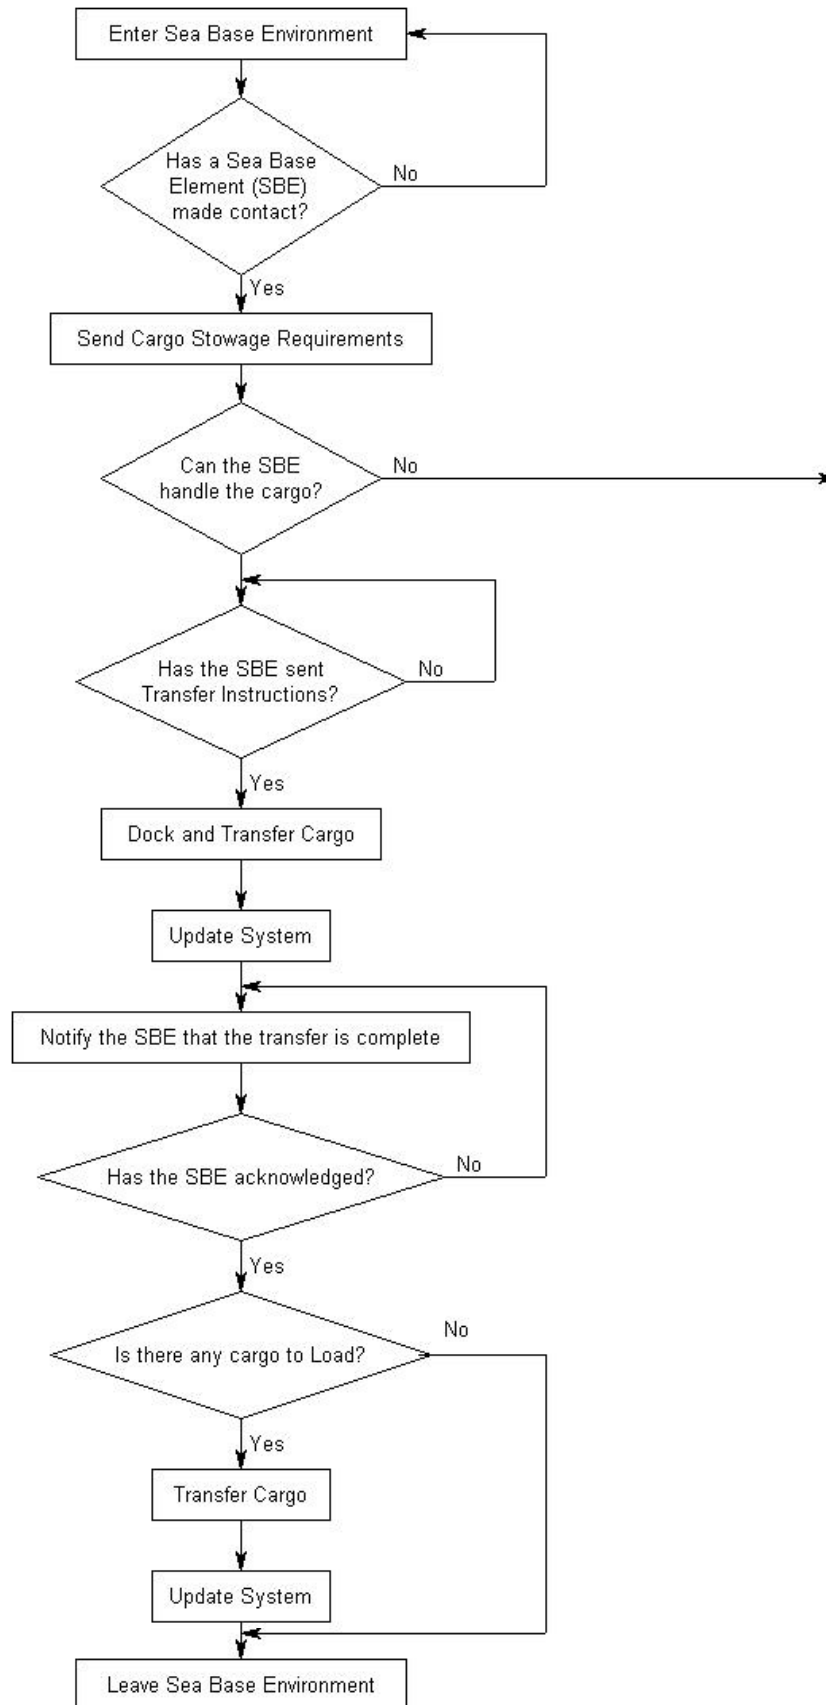 Enter Sea Base Environment
Has a Sea Base
Element (SBE)
made contact?
No
Yes
Send Cargo Stowage Requirements
Can the SBE
handle the cargo?
No
Has the SBE sent
Transfer Instructions?
No
Yes
Dock and Transfer Cargo
Update System
Notify the SBE that the transfer is complete
Has the SBE acknowledged?
No
Yes
Is there any cargo to Load?
No
Yes
Transfer Cargo
Update System
Leave Sea Base Environment